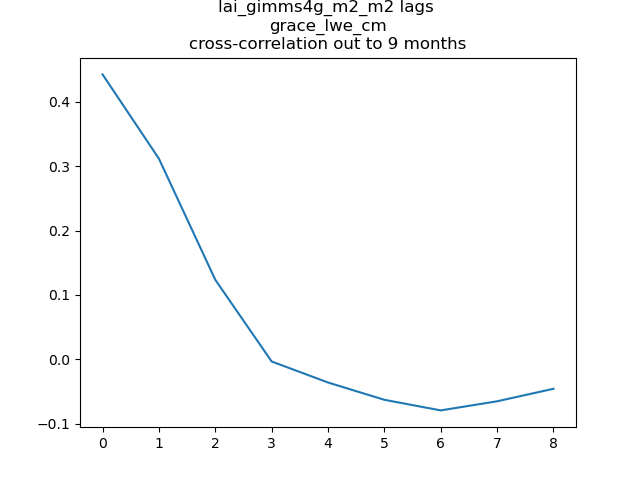 lai_gimms4g_m2_m2 lags
grace_lwe_cm
cross-correlation out to 9 months
0.4
0.3
0.2
0.1
0.0
−0.1
0 1 2 3 4 5 6 7 8